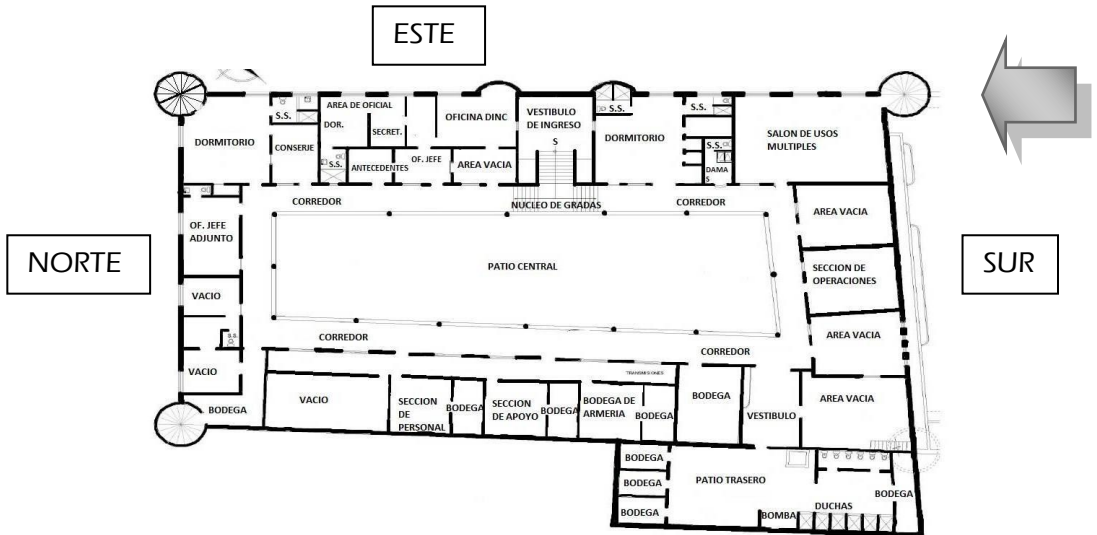 ESTE
NORTE
SUR
S.S.
DORMITORIO
CONSERJE
AREA DE OFICIAL
DOR.
SECRET.
S.S.
ANTECEDENTES
OF. JEFE
OFICINA DINC
AREA VACIA
VESTIBULO
DE INGRESO
S
S.S.
DORMITORIO
S.S.
S.S.
DAMA
S
SALON DE USOS
MULTIPLES
CORREDOR
NUCLEO DE GRADAS
CORREDOR
OF. JEFE
ADJUNTO
PATIO CENTRAL
AREA VACIA
SECCION DE
OPERACIONES
AREA VACIA
VACIO
S.S.
VACIO
BODEGA
CORREDOR
CORREDOR
TRANSMISIONES
VACIO
SECCION
DE
PERSONAL
BODEGA
SECCION
DE APOYO
BODEGA
BODEGA DE
ARMERIA
BODEGA
BODEGA
VESTIBULO
AREA VACIA
BODEGA
BODEGA
BODEGA
PATIO TRASERO
BOMBA
DUCHAS
BODEGA